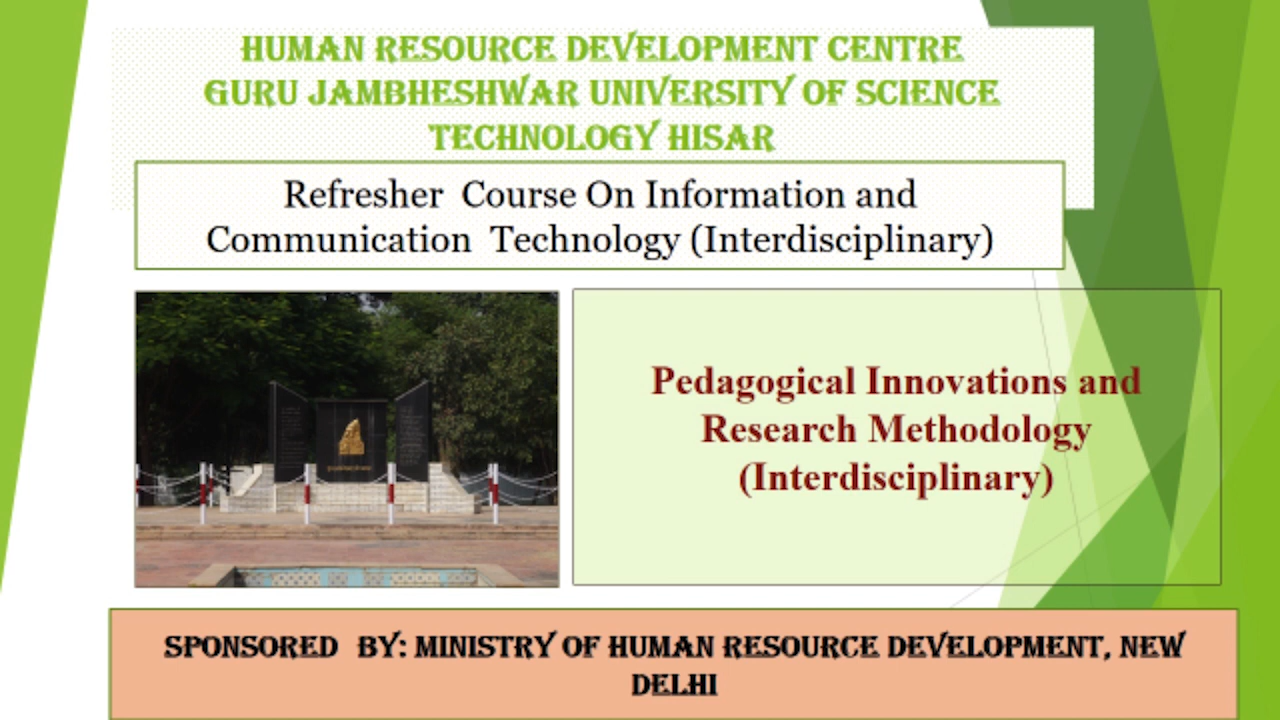 HUMAN RESOURCE DEVELOPMENT CENTRE
GURU JAMBHESHWAR UNIVERSITY OF SCIENCE
TECHNOLOGY HISAR
Refresher Course On Information and
Communication Technology (Interdisciplinary)
Pedagogical Innovations and
Research Methodology
(Interdisciplinary)
SPONSORED BY: MINISTRY OF HUMAN RESOURCE DEVELOPMENT, NEW
DELHI